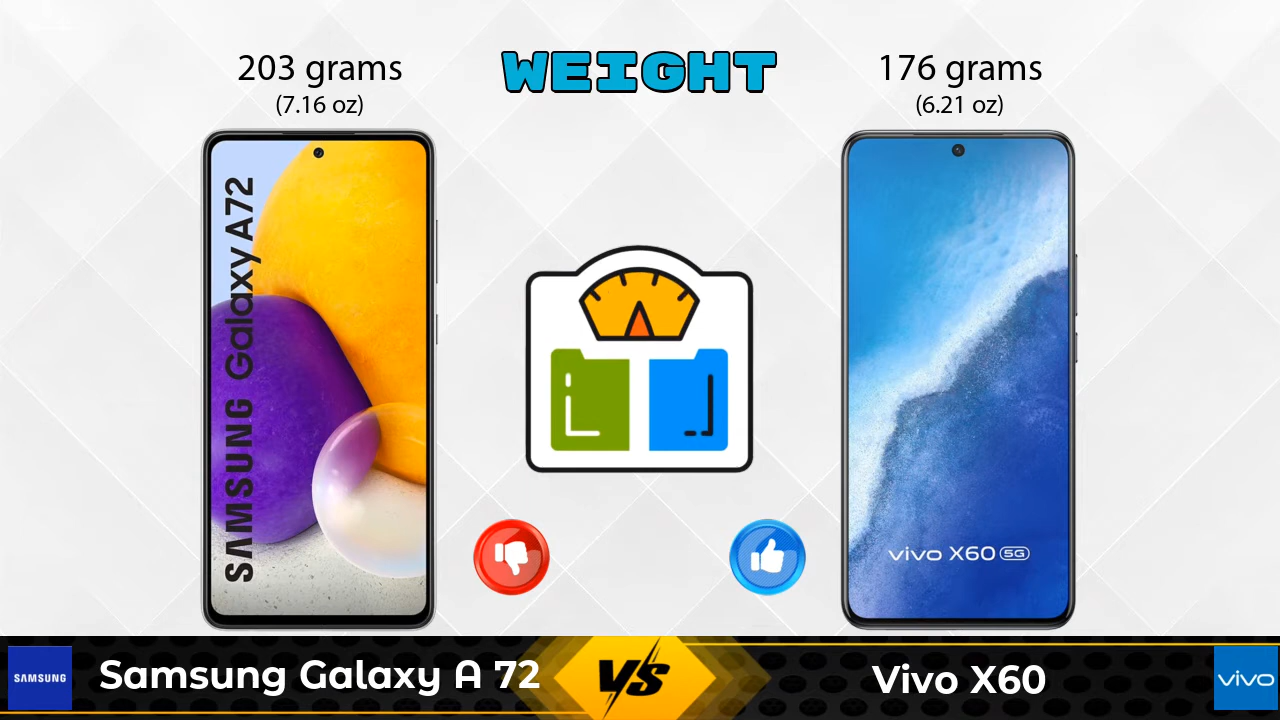 WEIGHT
203 grams
(7.16 oz)
176 grams
(6.21 oz)
SAMSUNG Galaxy A72
vivo X60 5G
SAMSUNG
Samsung Galaxy A 72
VS
Vivo X60
vivo